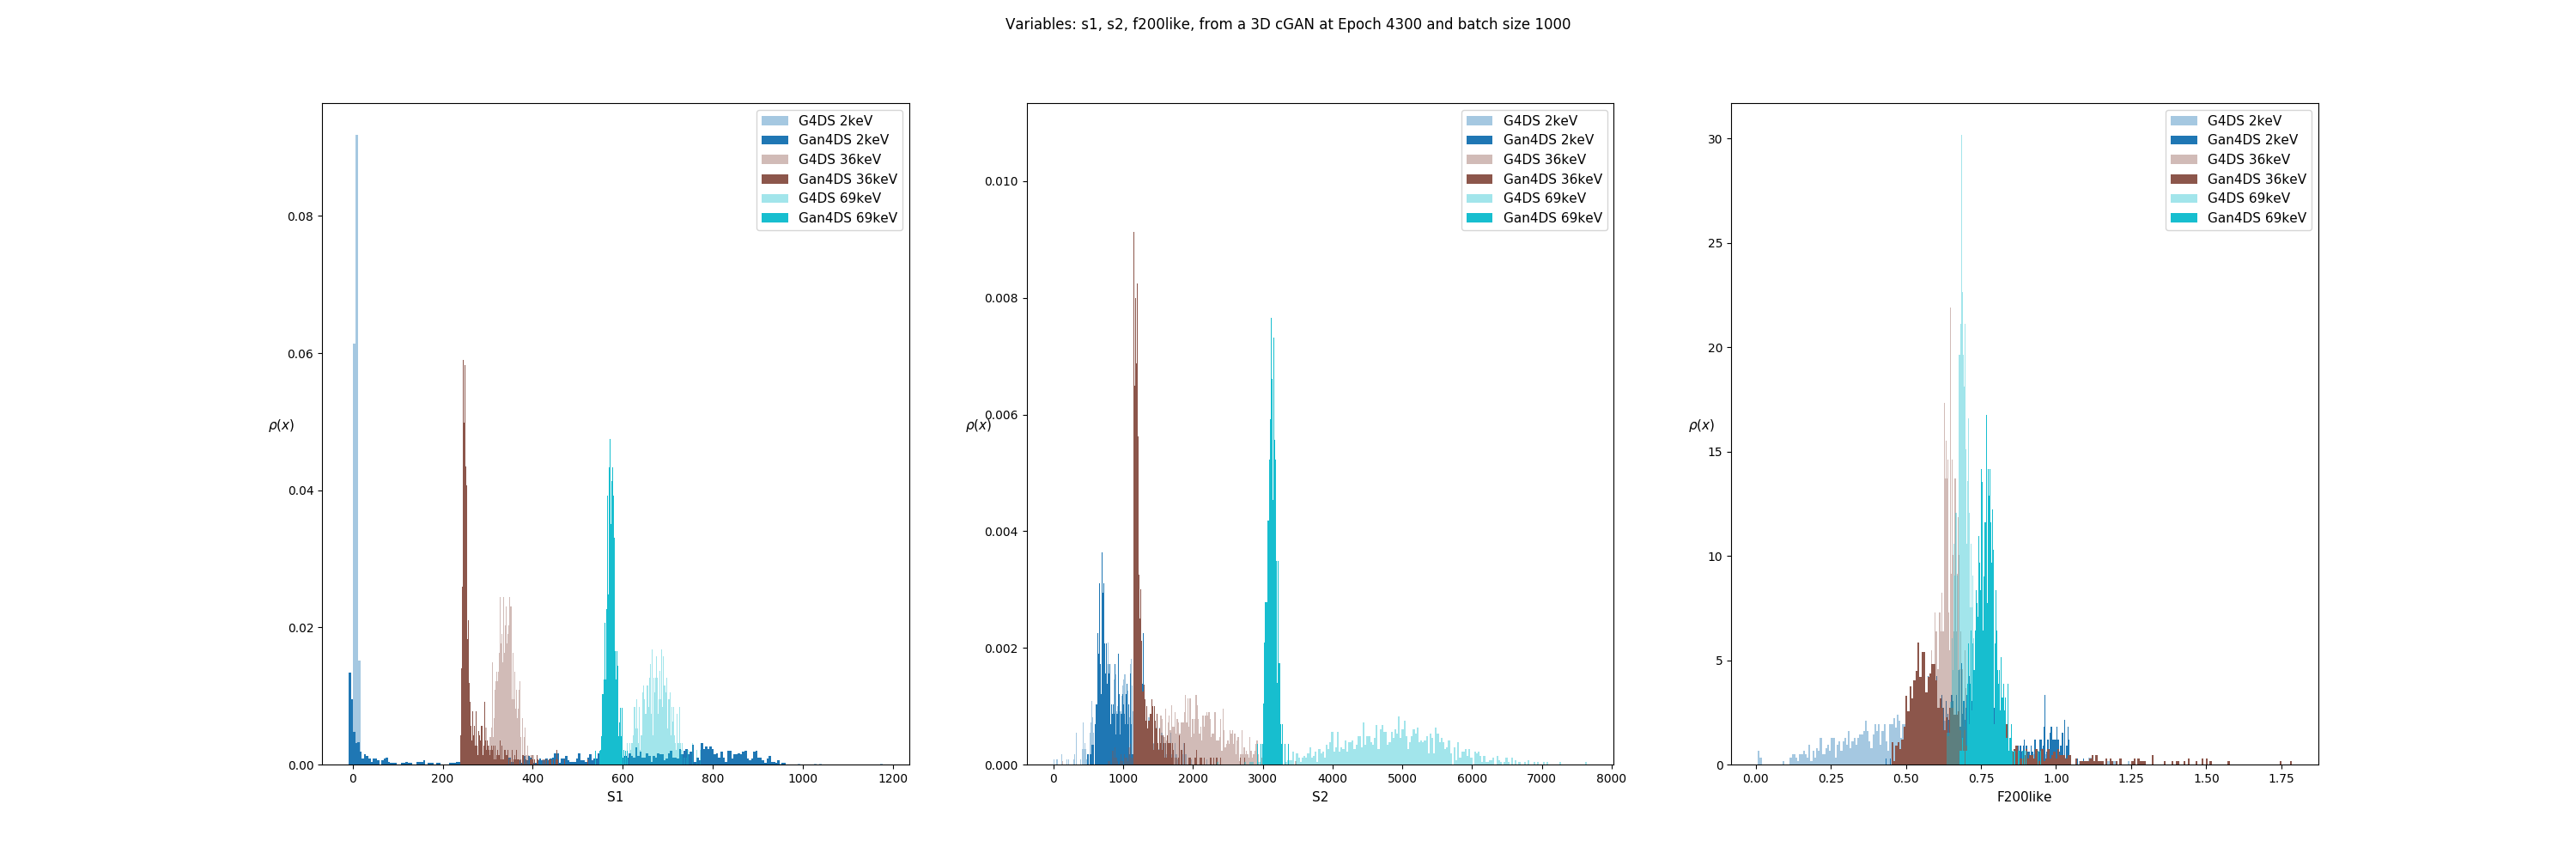 Variables: s1, s2, f200like, from a 3D cGAN at Epoch 4300 and batch size 1000
G4DS 2keV
Gan4DS 2keV
G4DS 36keV
Gan4DS 36keV
G4DS 69keV
Gan4DS 69keV
0.08
0.06
0.04
0.02
0.00
ρ(x)
0 200 400 600 800 1000 1200
S1
G4DS 2keV
Gan4DS 2keV
G4DS 36keV
Gan4DS 36keV
G4DS 69keV
Gan4DS 69keV
0.010
0.008
0.006
0.004
0.002
0.000
ρ(x)
0 1000 2000 3000 4000 5000 6000 7000 8000
S2
G4DS 2keV
Gan4DS 2keV
G4DS 36keV
Gan4DS 36keV
G4DS 69keV
Gan4DS 69keV
30
25
20
15
10
5
0
ρ(x)
0.00 0.25 0.50 0.75 1.00 1.25 1.50 1.75
F200like